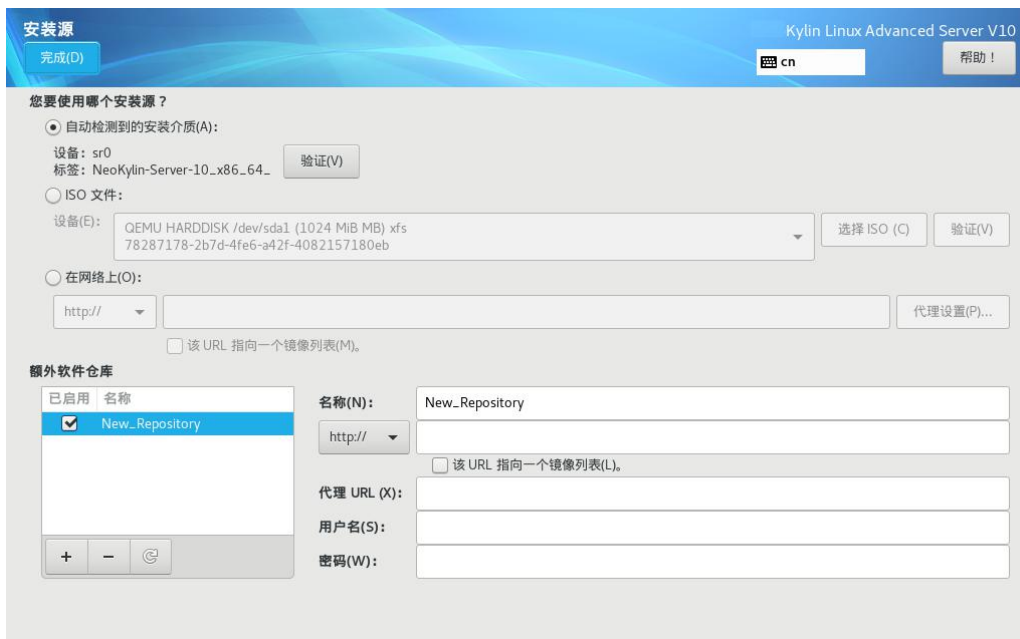 安装源
Kylin Linux Advanced Server V10
完成(D)
cn
帮助！
您要使用哪个安装源？
自动检测到的安装介质(A)：
设备：sr0
标签：NeoKylin-Server-10_x86_64_
验证(V)
ISO 文件：
设备(E)：
QEMU HARDDISK /dev/sda1 (1024 MiB MB) xfs
78287178-2b7d-4fe6-a42f-4082157180eb
选择 ISO (C)
验证(V)
在网络上(O)：
http://
代理设置(P)...
该 URL 指向一个镜像列表(M)。
额外软件仓库
已启用 名称
New_Repository
名称(N)：
New_Repository
http://
该 URL 指向一个镜像列表(L)。
代理 URL (X)：
用户名(S)：
密码(W)：